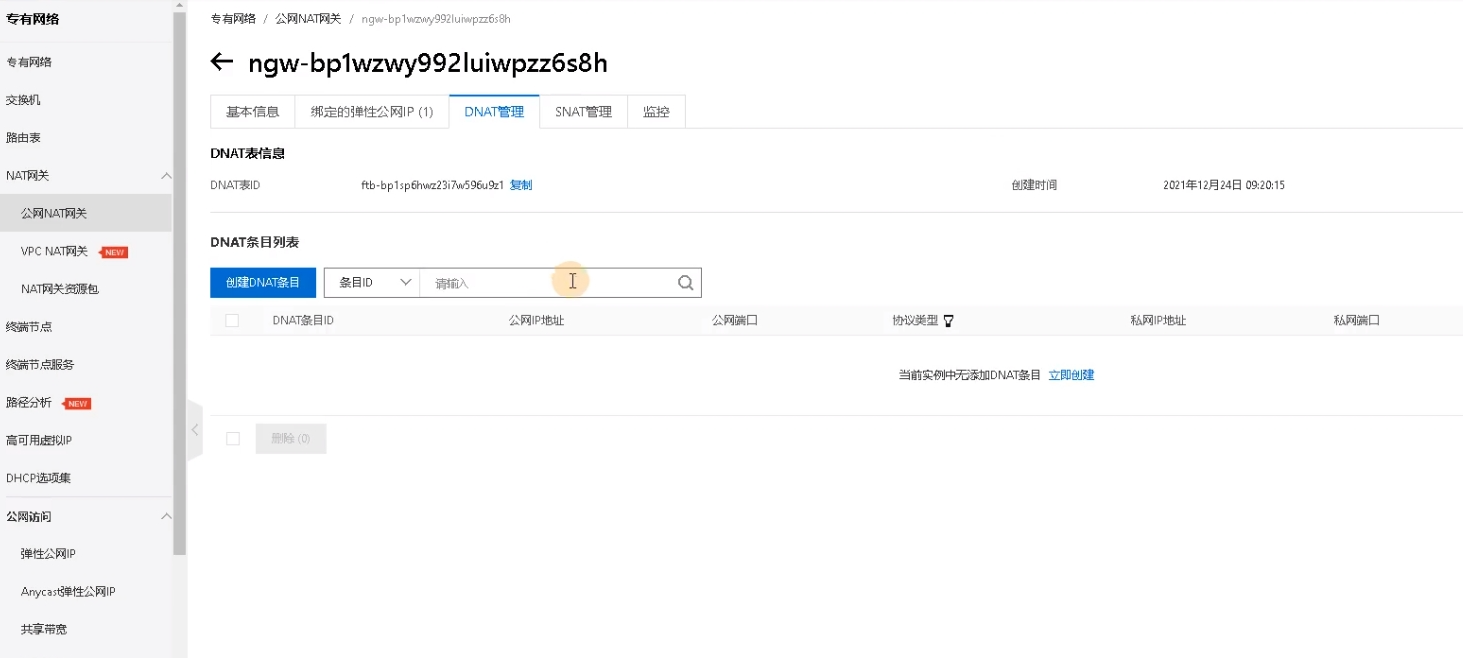 专有网络
专有网络
交换机
路由表
NAT网关
公网NAT网关
VPC NAT网关 NEW
NAT网关资源包
终端节点
终端节点服务
路径分析 NEW
高可用虚拟IP
DHCP选项集
公网访问
弹性公网IP
Anycast弹性公网IP
共享带宽
专有网络 / 公网NAT网关 / ngw-bp1wzwy992luiwpzz6s8h
ngw-bp1wzwy992luiwpzz6s8h
基本信息 绑定的弹性公网IP (1) DNAT管理 SNAT管理 监控
DNAT表信息
DNAT表ID ftb-bp1sp6hwz23i7w596u9z1 复制 创建时间 2021年12月24日 09:20:15
DNAT条目列表
创建DNAT条目 条目ID 请输入
DNAT条目ID 公网IP地址 公网端口 协议类型 私网IP地址 私网端口
当前实例中无添加DNAT条目 立即创建
删除 (0)